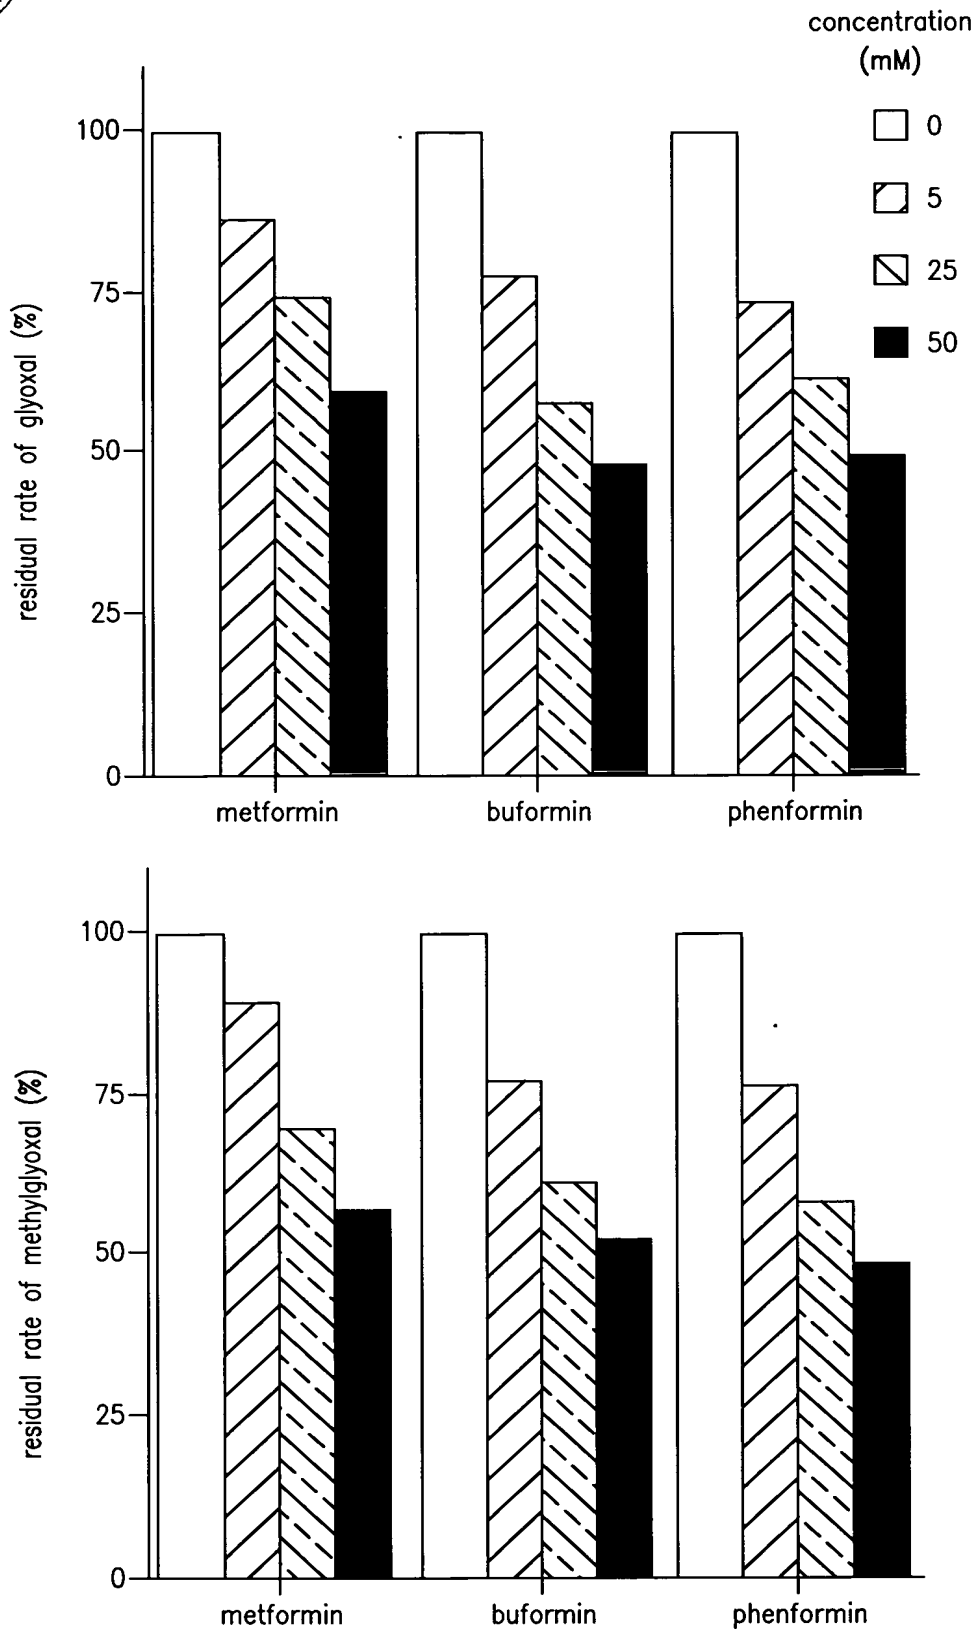 concentration
(mM)
0
5
25
50
residual rate of glyoxal (%)
100
75
50
25
0
metformin
buformin
phenformin
residual rate of methylglyoxal (%)
100
75
50
25
0
metformin
buformin
phenformin